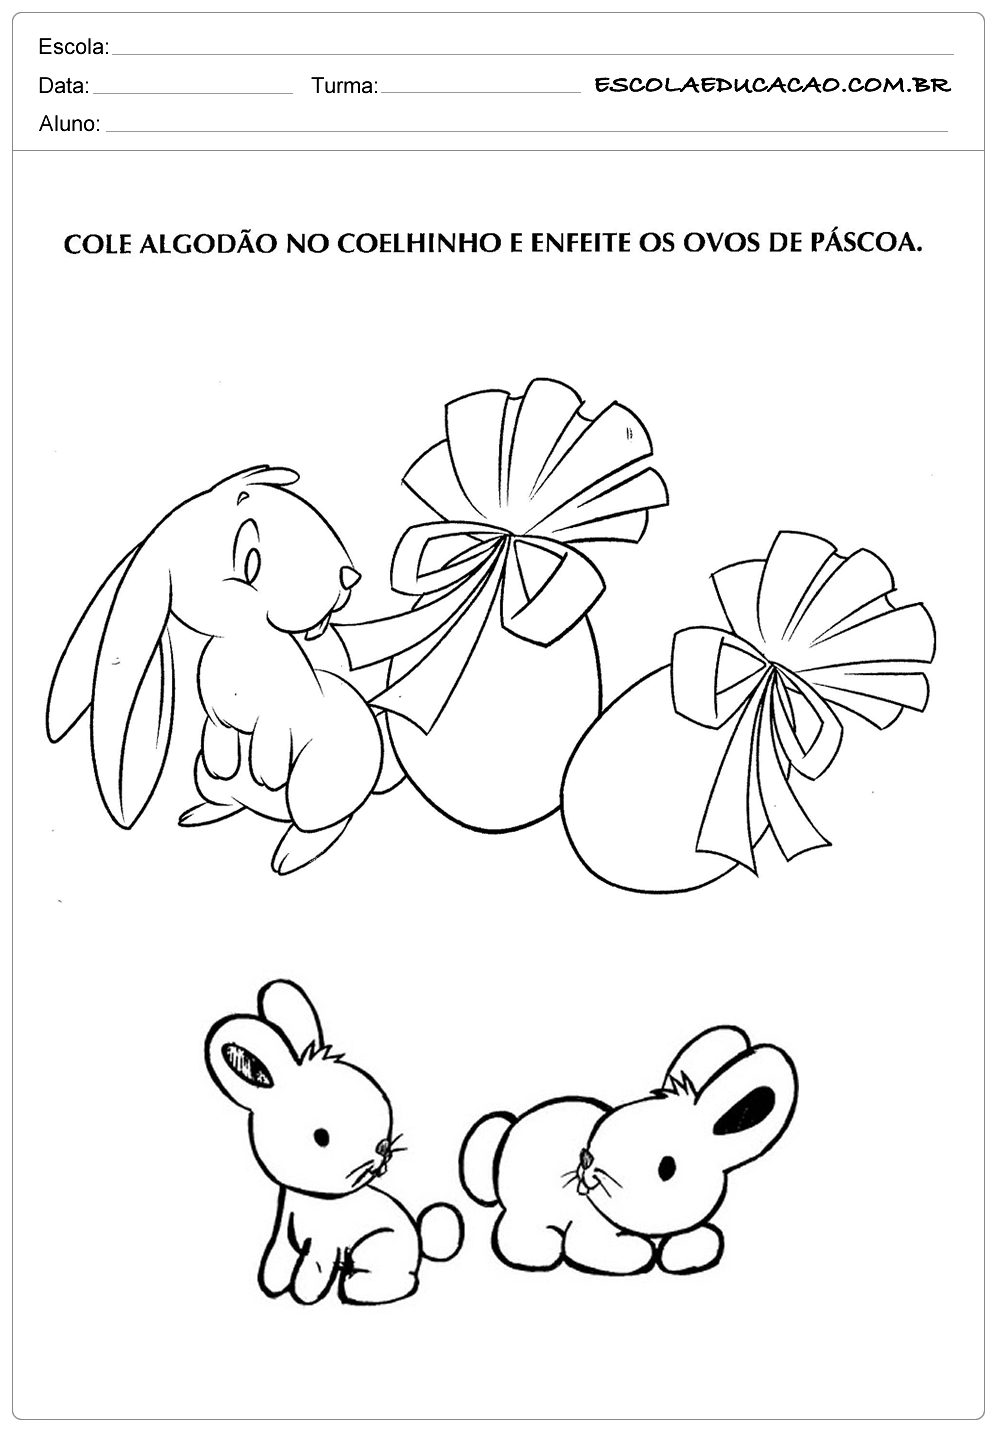 Escola:
Data: Turma: ESCOLAEDUCACAO.COM.BR
Aluno:
COLE ALGODÃO NO COELHINHO E ENFEITE OS OVOS DE PÁSCOA.